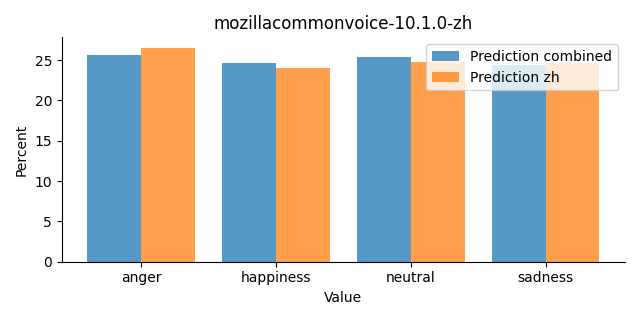 mozillacommonvoice-10.1.0-zh
Prediction combined
Prediction zh
Percent
25
20
15
10
5
0
anger happiness neutral sadness
Value